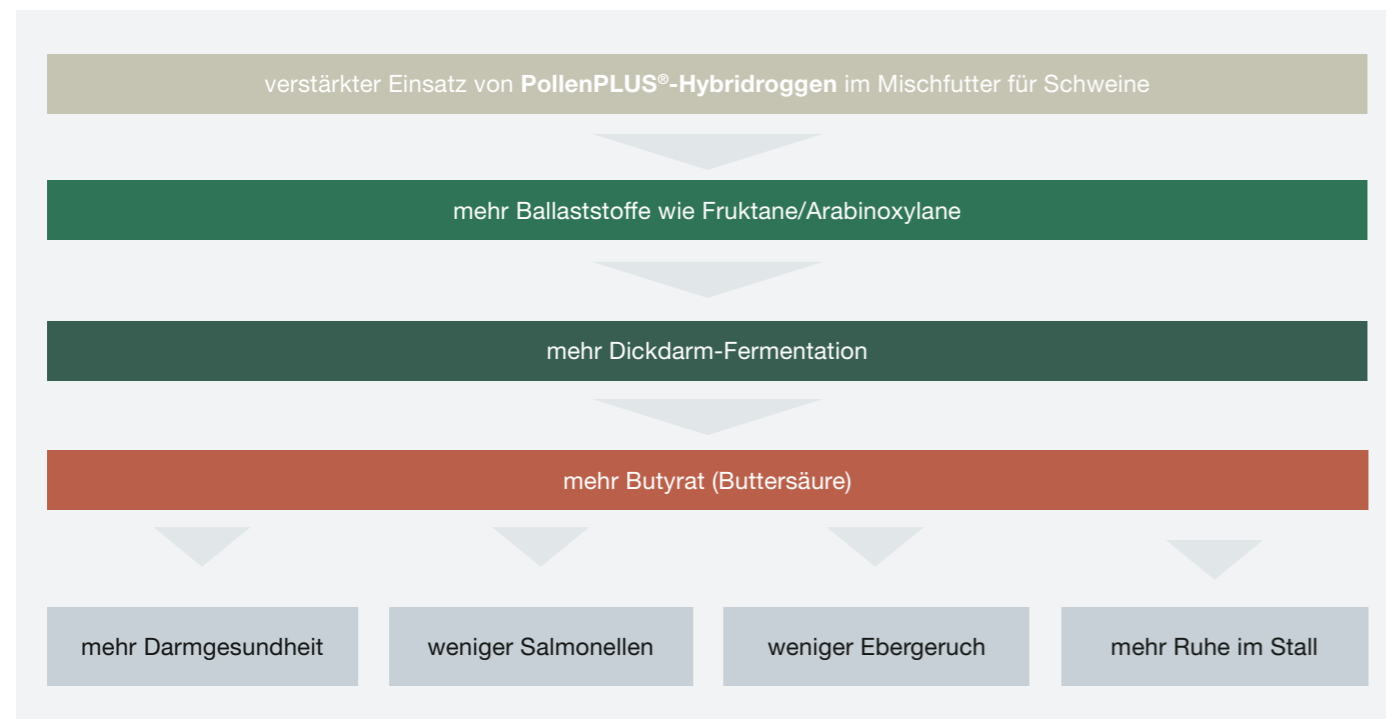 verstärkter Einsatz von PollenPLUS®-Hybridroggen im Mischfutter für Schweine
mehr Ballaststoffe wie Fruktane/Arabinoxylane
mehr Dickdarm-Fermentation
mehr Butyrat (Buttersäure)
mehr Darmgesundheit
weniger Salmonellen
weniger Ebergeruch
mehr Ruhe im Stall